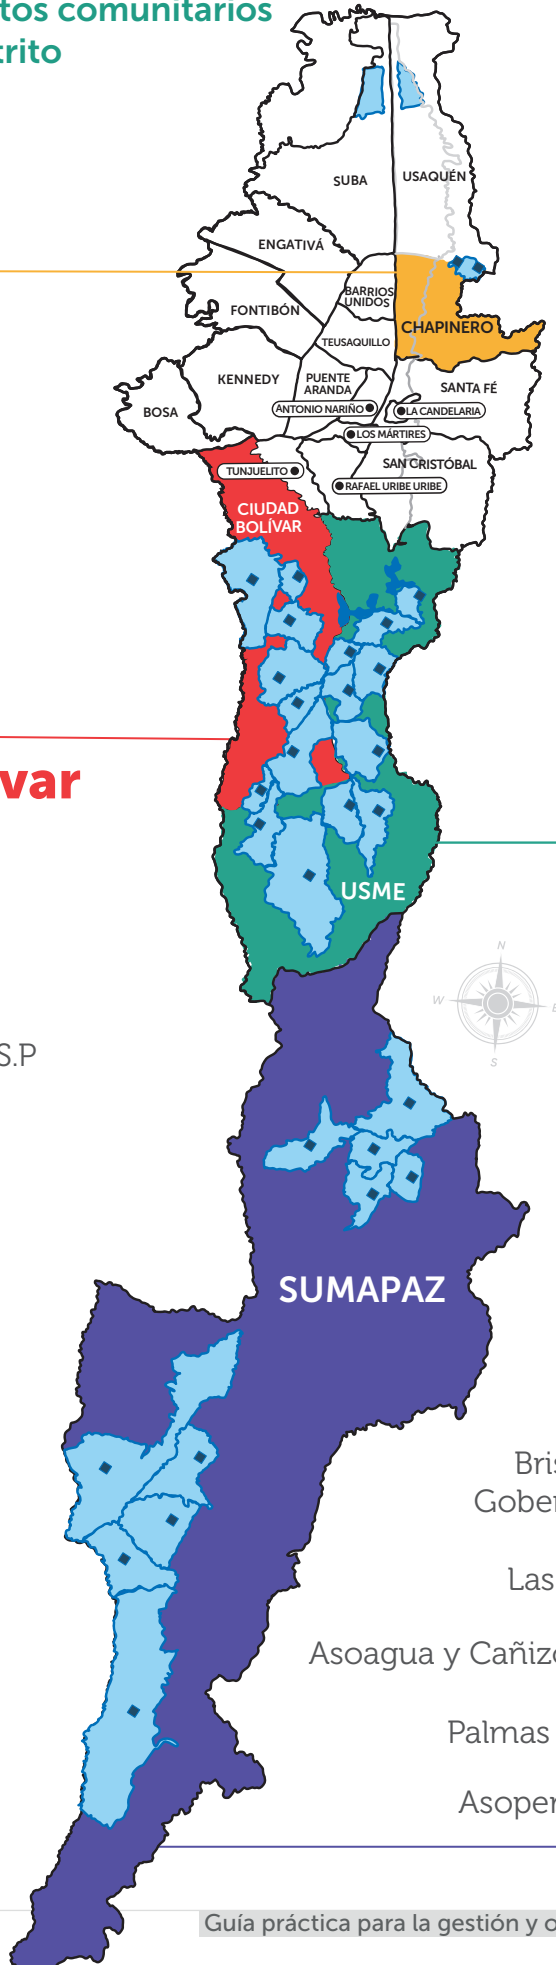 tos comunitarios
trito
SUBA
USAQUÉN
ENGATIVÁ
BARRIOS
UNIDOS
FONTIBÓN
CHAPINERO
TEUSAQUILLO
KENNEDY
PUENTE
ARANDA
SANTA FÉ
BOSA
ANTONIO NARIÑO
LA CANDELARIA
LOS MÁRTIRES
SAN CRISTÓBAL
TUNJUELITO
RAFAEL URIBE URIBE
CIUDAD
BOLÍVAR
var
USME
N
W
E
S
S.P
SUMAPAZ
Bris
Gober
Las
Asoagua y Cañizo
Palmas
Asoper
Guía práctica para la gestión y o